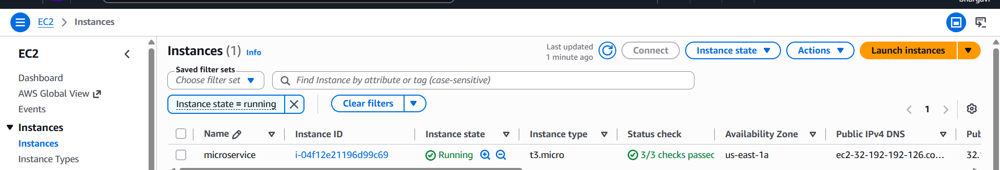 EC2 > Instances
EC2
Dashboard
AWS Global View
Events
Instances
Instances
Instance Types
Instances (1) Info
Last updated
1 minute ago
Connect
Instance state
Actions
Launch instances
Saved filter sets
Choose filter set
Find Instance by attribute or tag (case-sensitive)
Instance state = running
Clear filters
1
Name Instance ID Instance state Instance type Status check Availability Zone Public IPv4 DNS
microservice i-04f12e21196d99c69 Running t3.micro 3/3 checks passed us-east-1a ec2-32-192-192-126.co... 32.